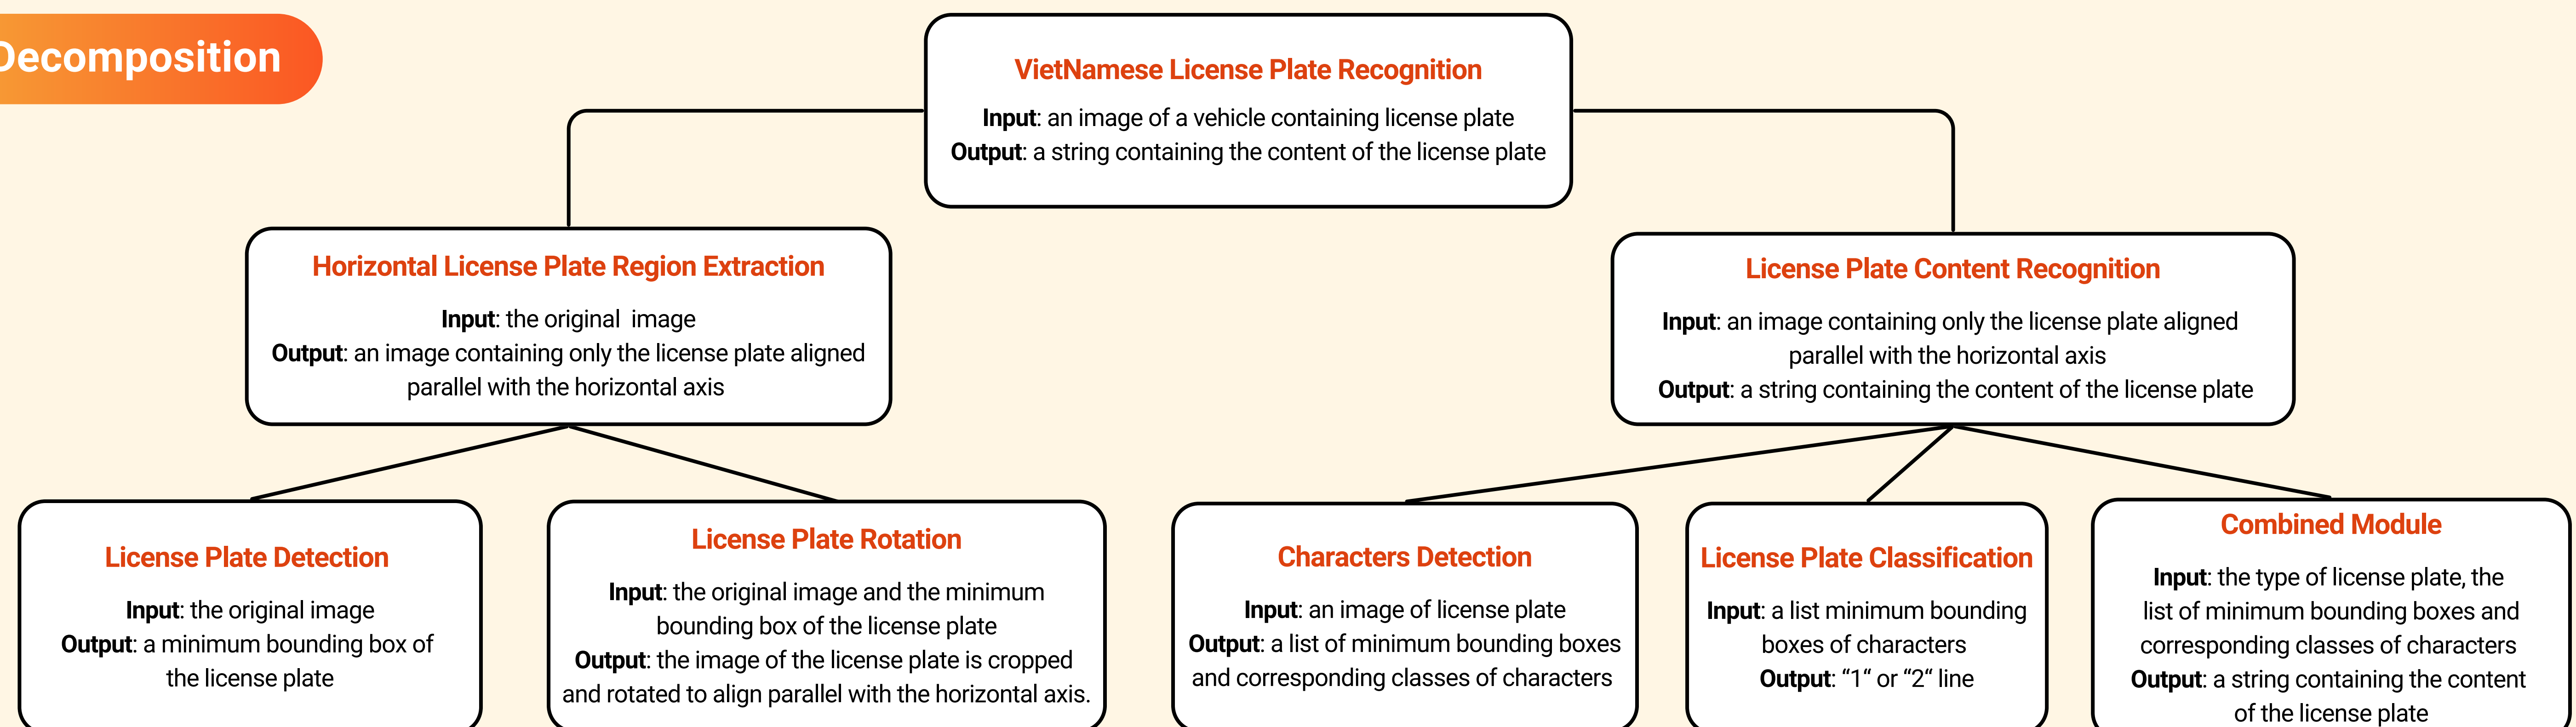 Decomposition
VietNamese License Plate Recognition
Input: an image of a vehicle containing license plate
Output: a string containing the content of the license plate
Horizontal License Plate Region Extraction
Input: the original  image
Output: an image containing only the license plate aligned
parallel with the horizontal axis
License Plate Content Recognition
Input: an image containing only the license plate aligned
parallel with the horizontal axis
Output: a string containing the content of the license plate
License Plate Detection
Input: the original image
Output: a minimum bounding box of
the license plate
License Plate Rotation
Input: the original image and the minimum
bounding box of the license plate
Output: the image of the license plate is cropped
and rotated to align parallel with the horizontal axis.
Characters Detection
Input: an image of license plate
Output: a list of minimum bounding boxes
and corresponding classes of characters
License Plate Classification
Input: a list minimum bounding
boxes of characters
Output: “1“ or “2“ line
Combined Module
Input: the type of license plate, the
list of minimum bounding boxes and
corresponding classes of characters
Output: a string containing the content
of the license plate